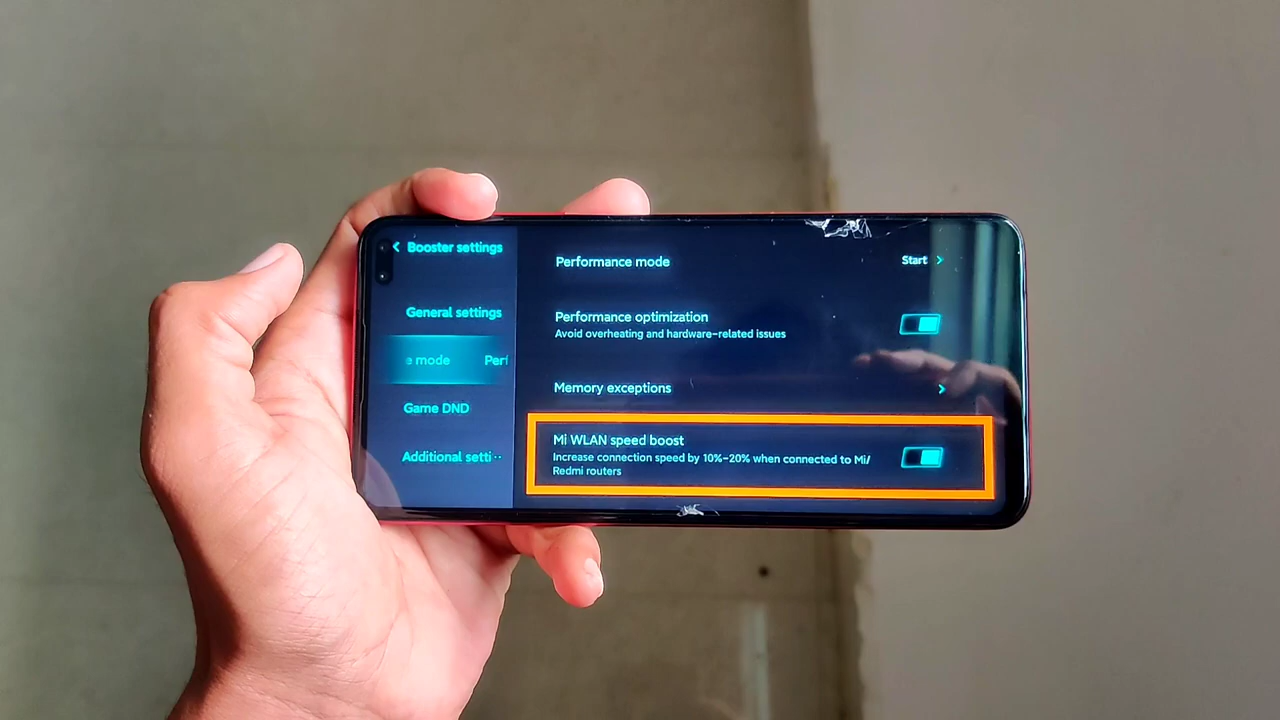 Booster settings
General settings
e mode Perf
Game DND
Additional setti··
Performance mode
Start
Performance optimization
Avoid overheating and hardware-related issues
Memory exceptions
Mi WLAN speed boost
Increase connection speed by 10%-20% when connected to Mi/
Redmi routers